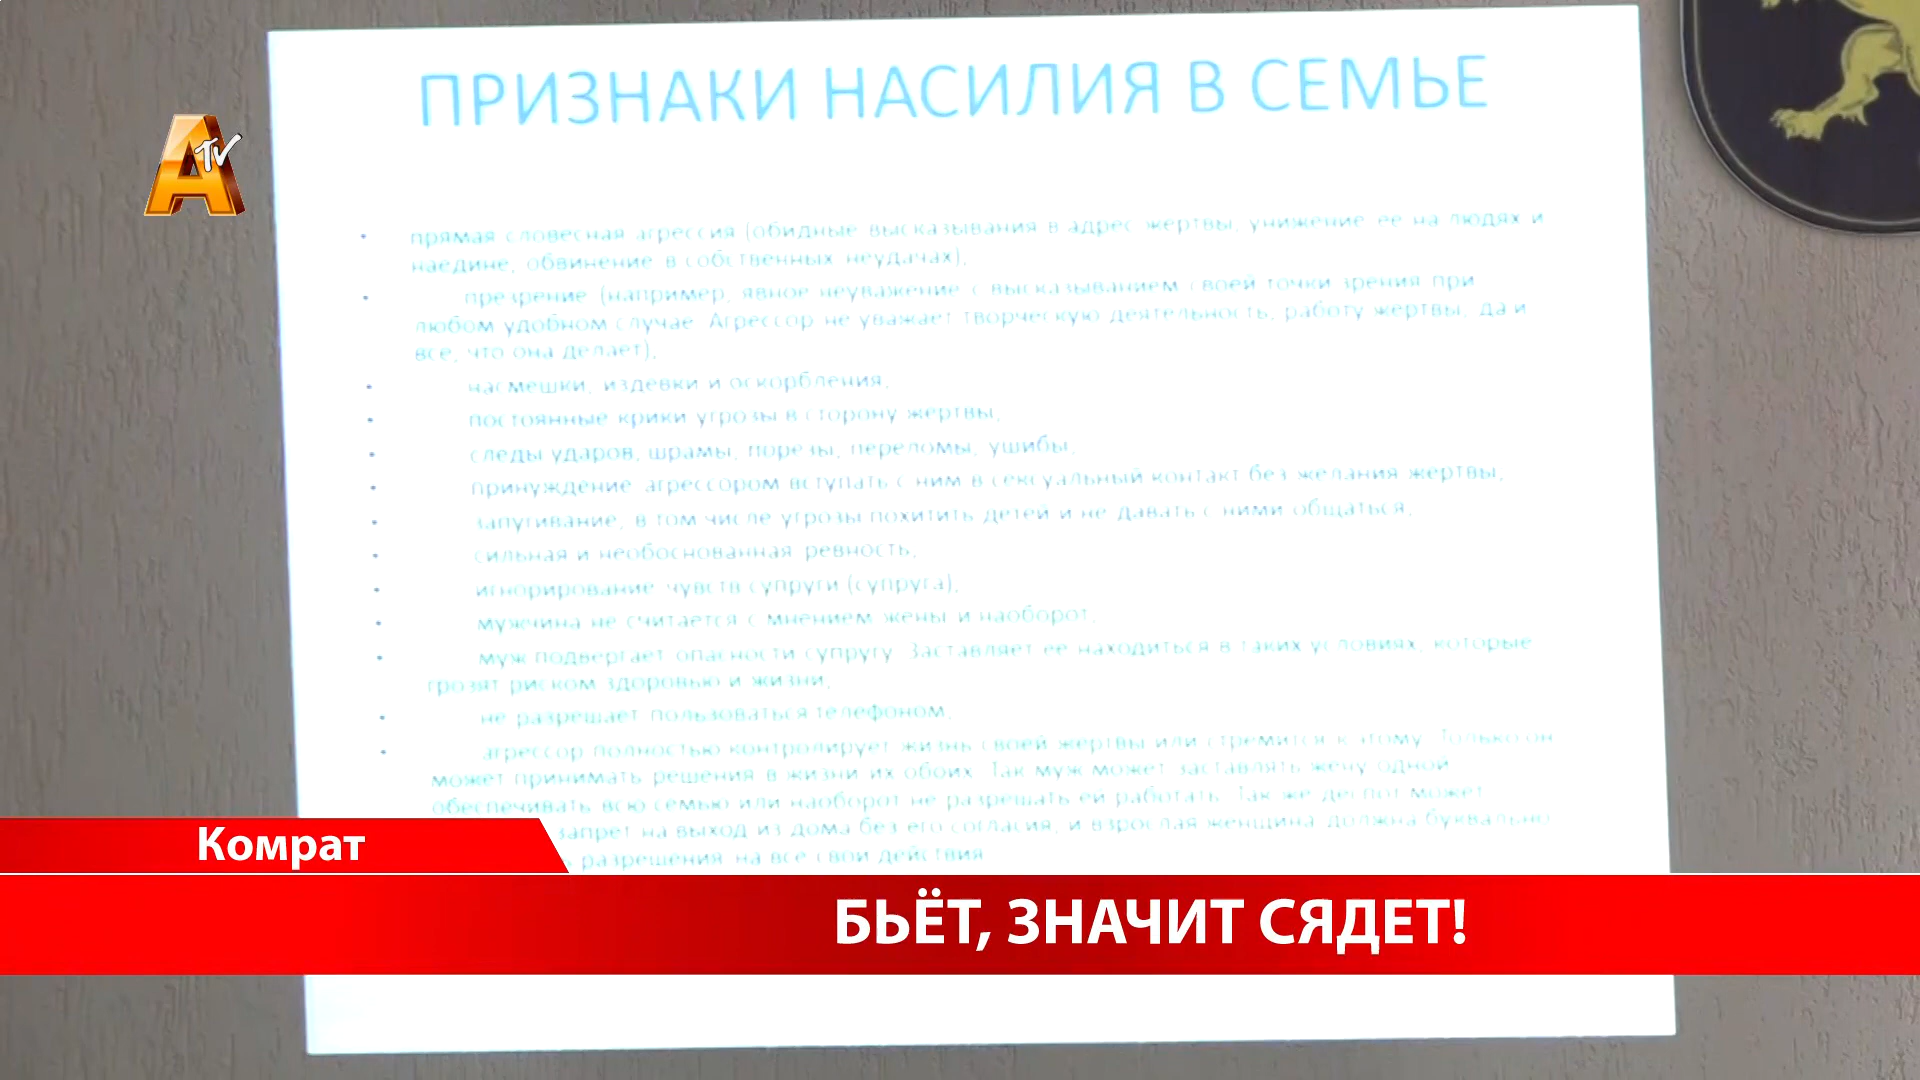 ПРИЗНАКИ НАСИЛИЯ В СЕМЬЕ
ATV
• прямая словесная агрессия (обидные высказывания в адрес жертвы, унижение ее на людях и
наедине, обвинение в собственных неудачах);
• презрение (например, явное неуважение с высказыванием своей точки зрения при
любом удобном случае. Агрессор не уважает творческую деятельность, работу жертвы, да и
все, что она делает);
• насмешки, издевки и оскорбления;
• постоянные крики угрозы в сторону жертвы;
• следы ударов, шрамы, порезы, переломы, ушибы;
• принуждение агрессором вступать с ним в сексуальный контакт без желания жертвы;
• запугивание, в том числе угрозы похитить детей и не давать с ними общаться;
• сильная и необоснованная ревность;
• игнорирование чувств супруги (супруга);
• мужчина не считается с мнением жены и наоборот;
• муж подвергает опасности супругу. Заставляет ее находиться в таких условиях, которые
грозят риском здоровью и жизни;
• не разрешает пользоваться телефоном;
• агрессор полностью контролирует жизнь своей жертвы или стремится к этому. Только он
может принимать решения в жизни их обоих. Так муж может заставлять жену одной
обеспечивать всю семью или наоборот не разрешать ей работать. Так же деспот может
запрет на выход из дома без его согласия, и взрослая женщина должна буквально
разрешения на все свои действия
Комрат
БЬЁТ, ЗНАЧИТ СЯДЕТ!